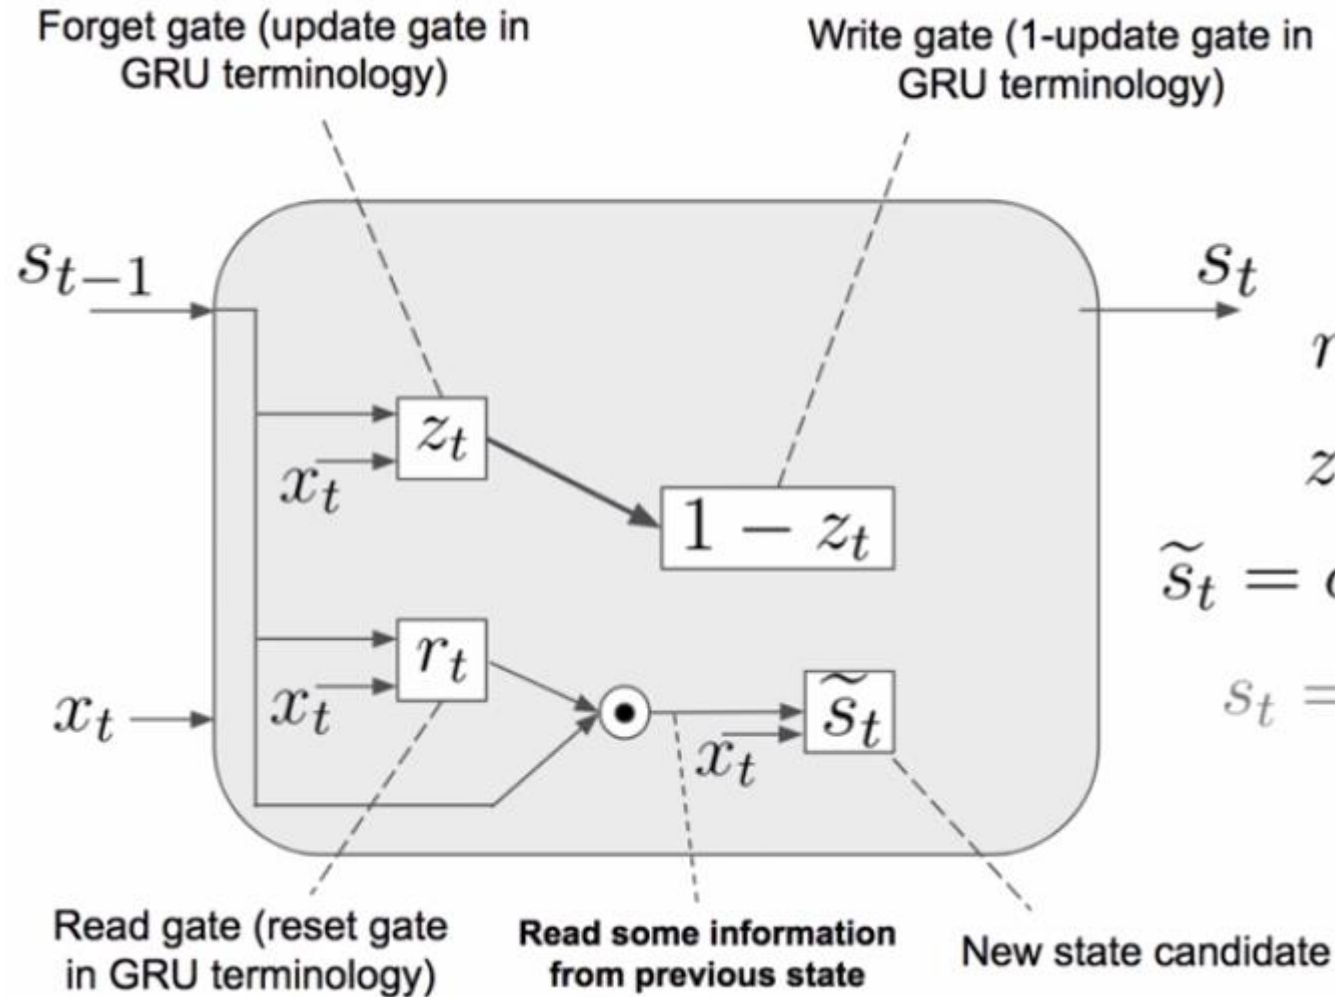 Forget gate (update gate in
GRU terminology)
Write gate (1-update gate in
GRU terminology)
s_{t-1}
s_t
r
z_t
z
x_t
1 − z_t
s̃_t =
r_t
x_t
x_t
s̃_t
x_t
s_t =
Read gate (reset gate
in GRU terminology)
Read some information
from previous state
New state candidate